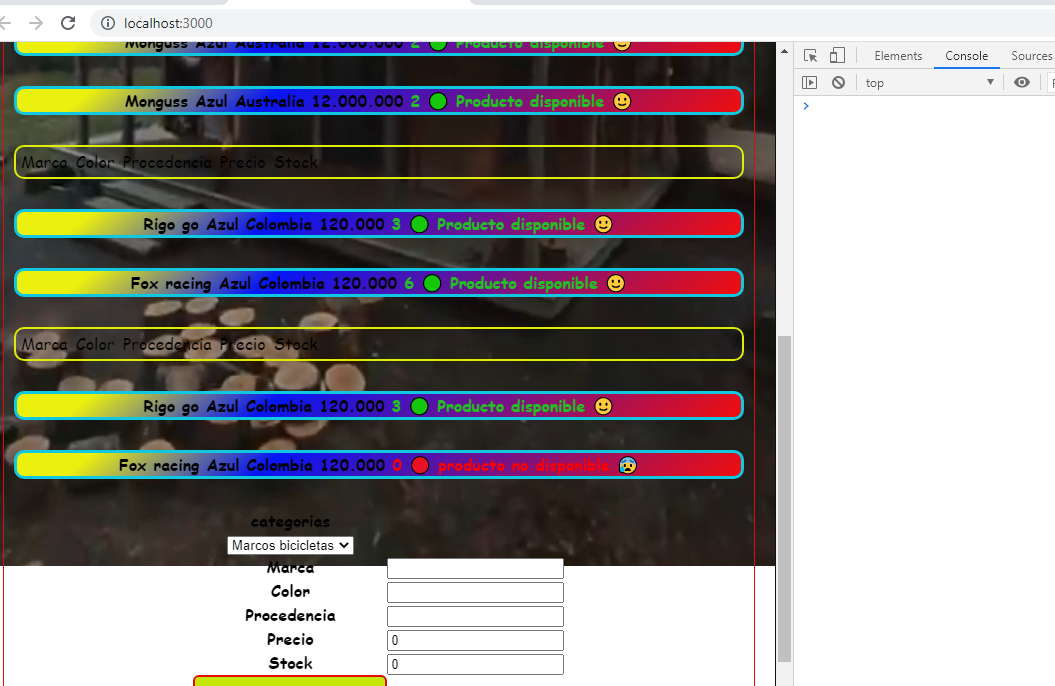 localhost:3000
Elements Console Sources
top
Monguss Azul Australia 12.000.000 2 Producto disponible
Monguss Azul Australia 12.000.000 2 Producto disponible
Marca Color Procedencia Precio Stock
Rigo go Azul Colombia 120.000 3 Producto disponible
Fox racing Azul Colombia 120.000 6 Producto disponible
Marca Color Procedencia Precio Stock
Rigo go Azul Colombia 120.000 3 Producto disponible
Fox racing Azul Colombia 120.000 0 producto no disponible
categorias
Marcos bicicletas
Marca
Color
Procedencia
Precio 0
Stock 0